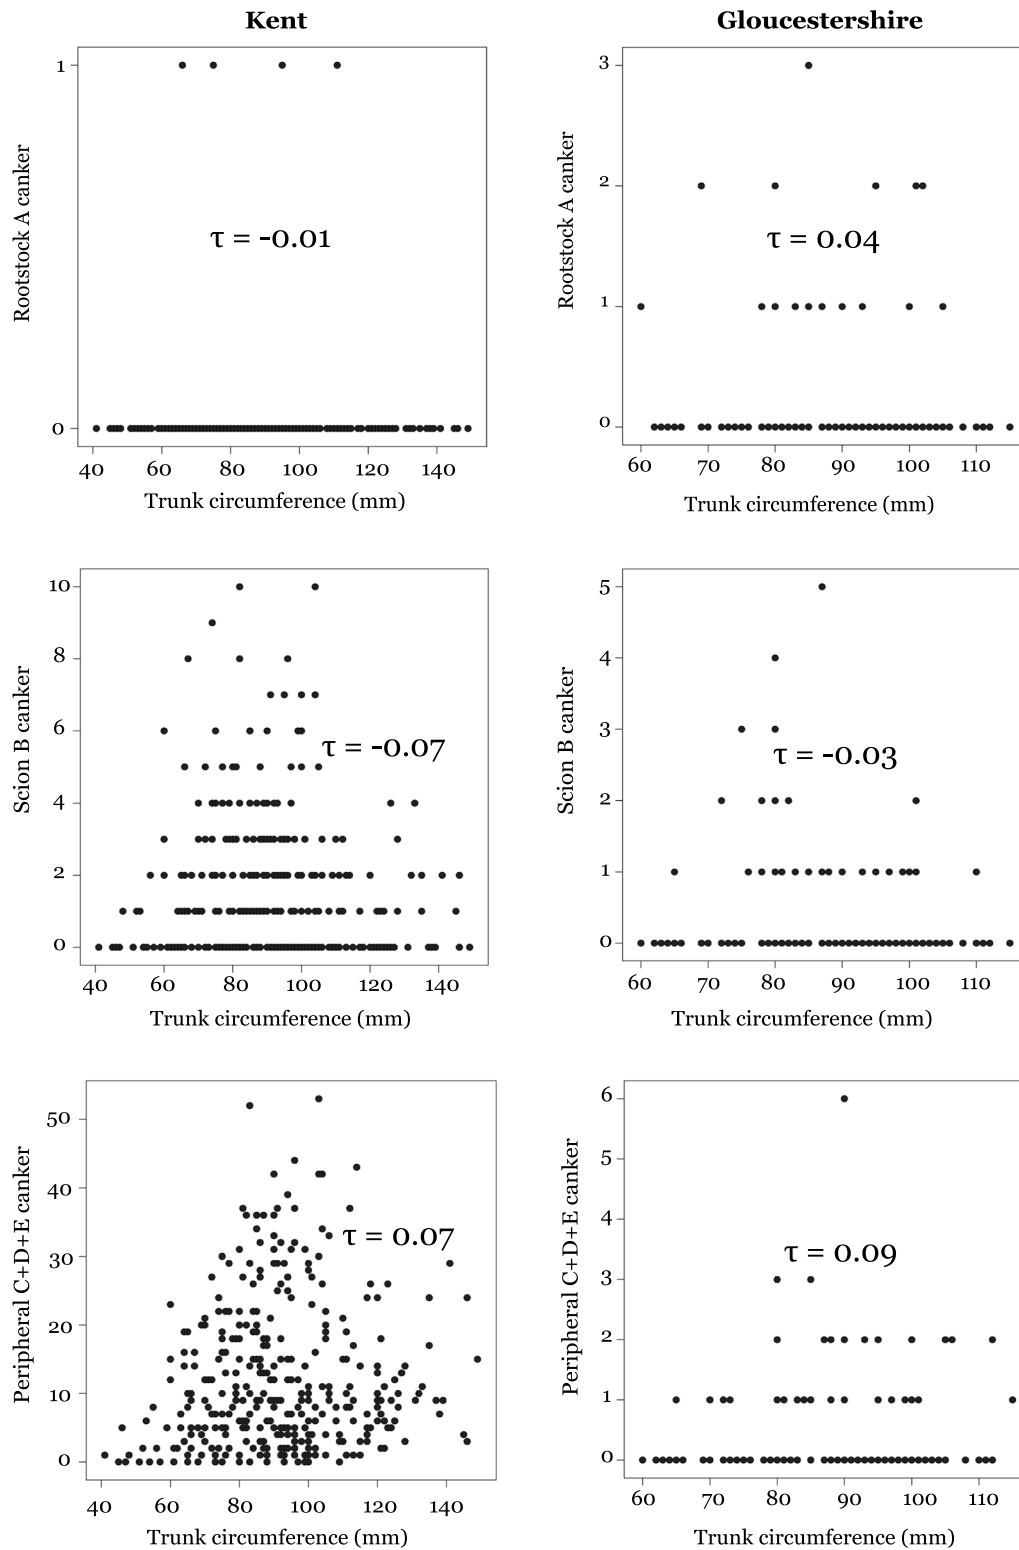 Kent
Gloucestershire
1
0
Rootstock A canker
τ = -0.01
40 60 80 100 120 140
Trunk circumference (mm)
3
2
1
0
Rootstock A canker
τ = 0.04
60 70 80 90 100 110
Trunk circumference (mm)
10
8
6
4
2
0
Scion B canker
τ = -0.07
40 60 80 100 120 140
Trunk circumference (mm)
5
4
3
2
1
0
Scion B canker
τ = -0.03
60 70 80 90 100 110
Trunk circumference (mm)
50
40
30
20
10
0
Peripheral C+D+E canker
τ = 0.07
40 60 80 100 120 140
Trunk circumference (mm)
6
5
4
3
2
1
0
Peripheral C+D+E canker
τ = 0.09
60 70 80 90 100 110
Trunk circumference (mm)